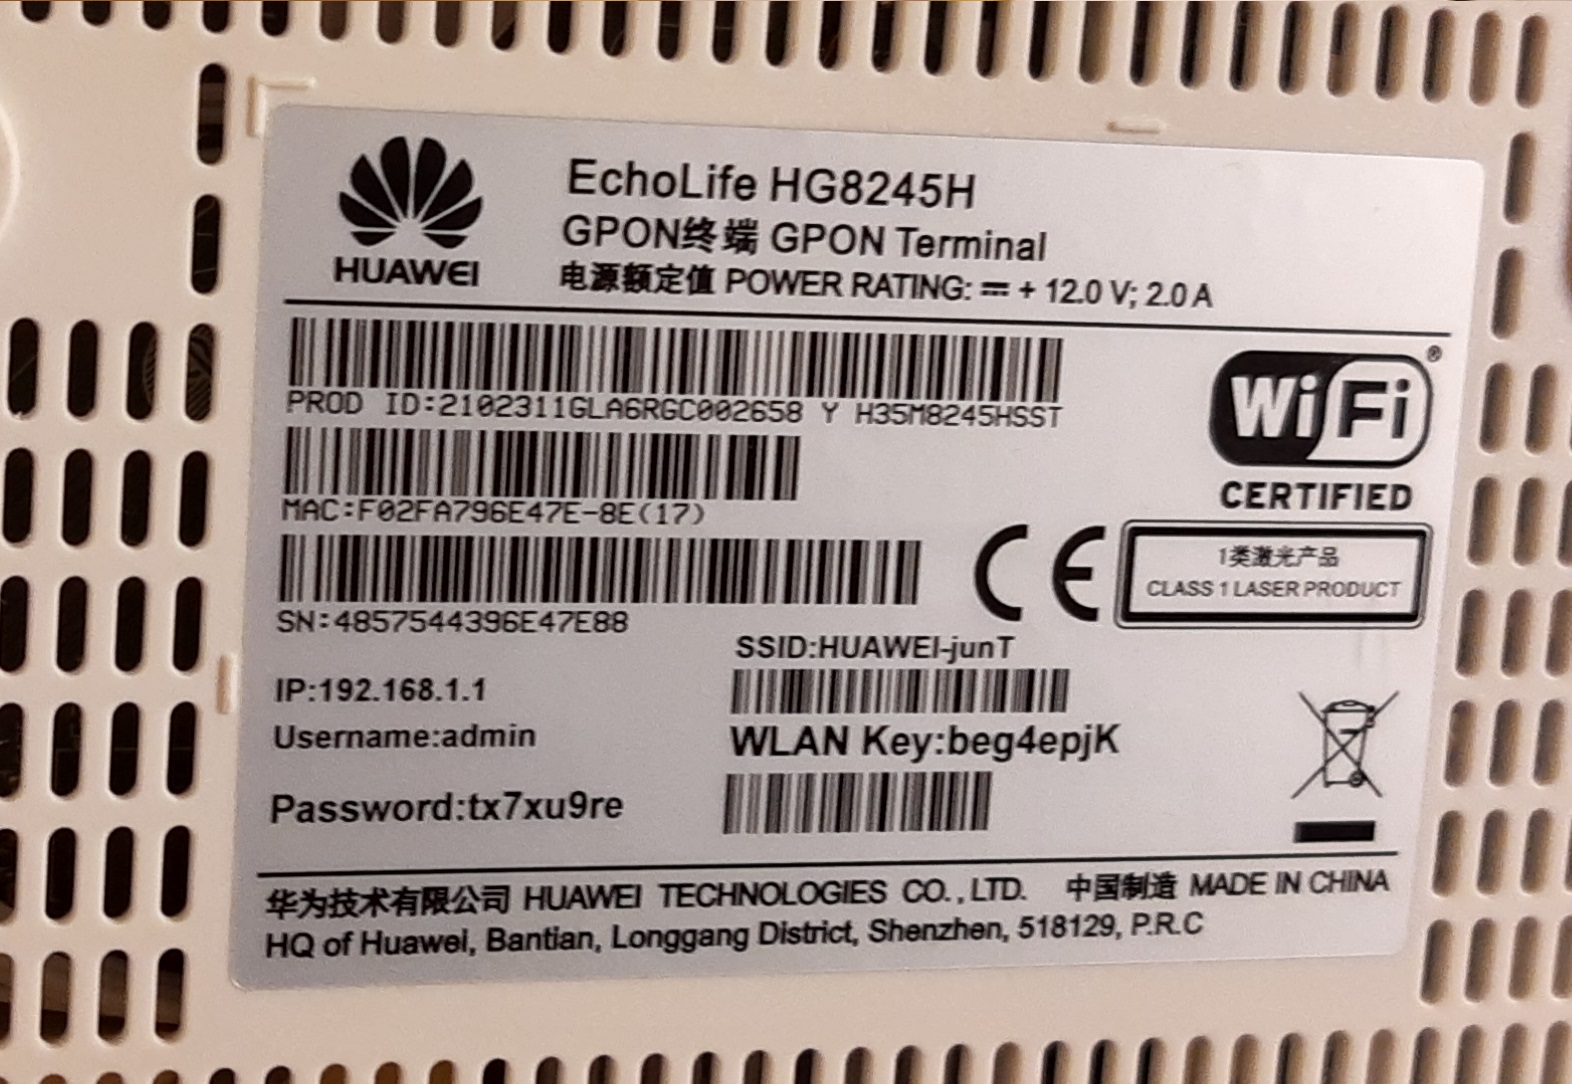 HUAWEI
EchoLife HG8245H
GPON终端 GPON Terminal
电源额定值 POWER RATING: ⎓ + 12.0 V; 2.0 A
PROD ID:2102311GLA6RGC002658 Y H35M8245HSST
WiFi®
CERTIFIED
MAC:F02FA796E47E-8E(17)
SN:4857544396E47E88
CE
1类激光产品
CLASS 1 LASER PRODUCT
IP:192.168.1.1
Username:admin
Password:tx7xu9re
SSID:HUAWEI-junT
WLAN Key:beg4epjK
华为技术有限公司 HUAWEI TECHNOLOGIES CO.,LTD. 中国制造 MADE IN CHINA
HQ of Huawei, Bantian, Longgang District, Shenzhen, 518129, P.R.C